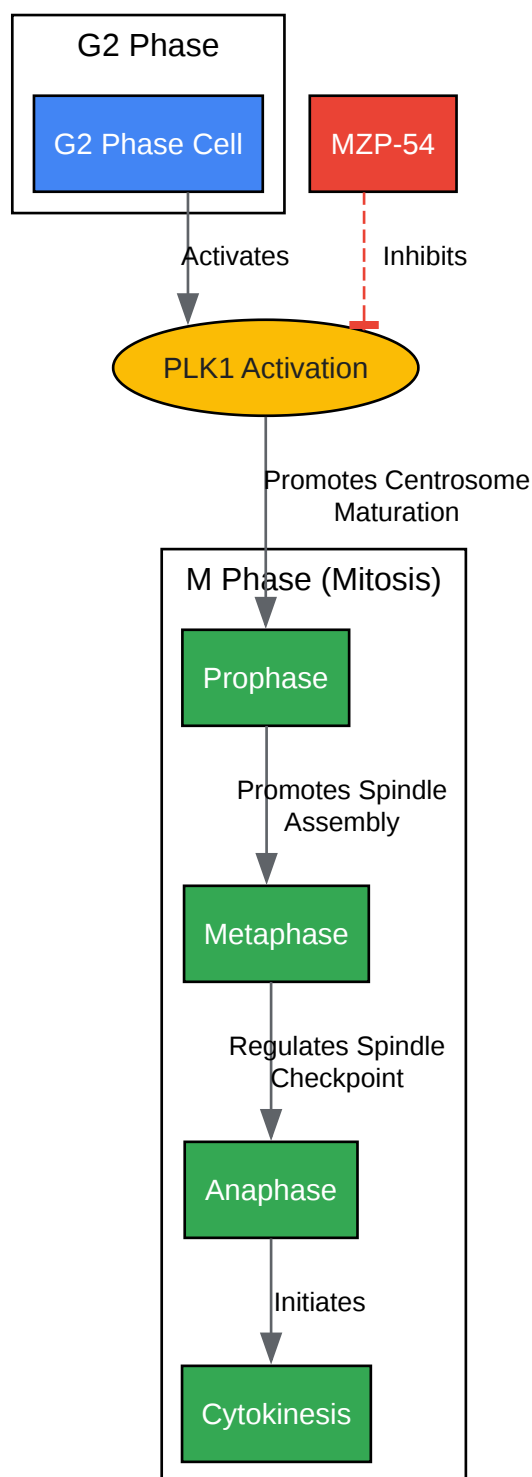 G2 Phase
G2 Phase Cell
MZP-54
Activates
Inhibits
PLK1 Activation
Promotes Centrosome
Maturation
M Phase (Mitosis)
Prophase
Promotes Spindle
Assembly
Metaphase
Regulates Spindle
Checkpoint
Anaphase
Initiates
Cytokinesis